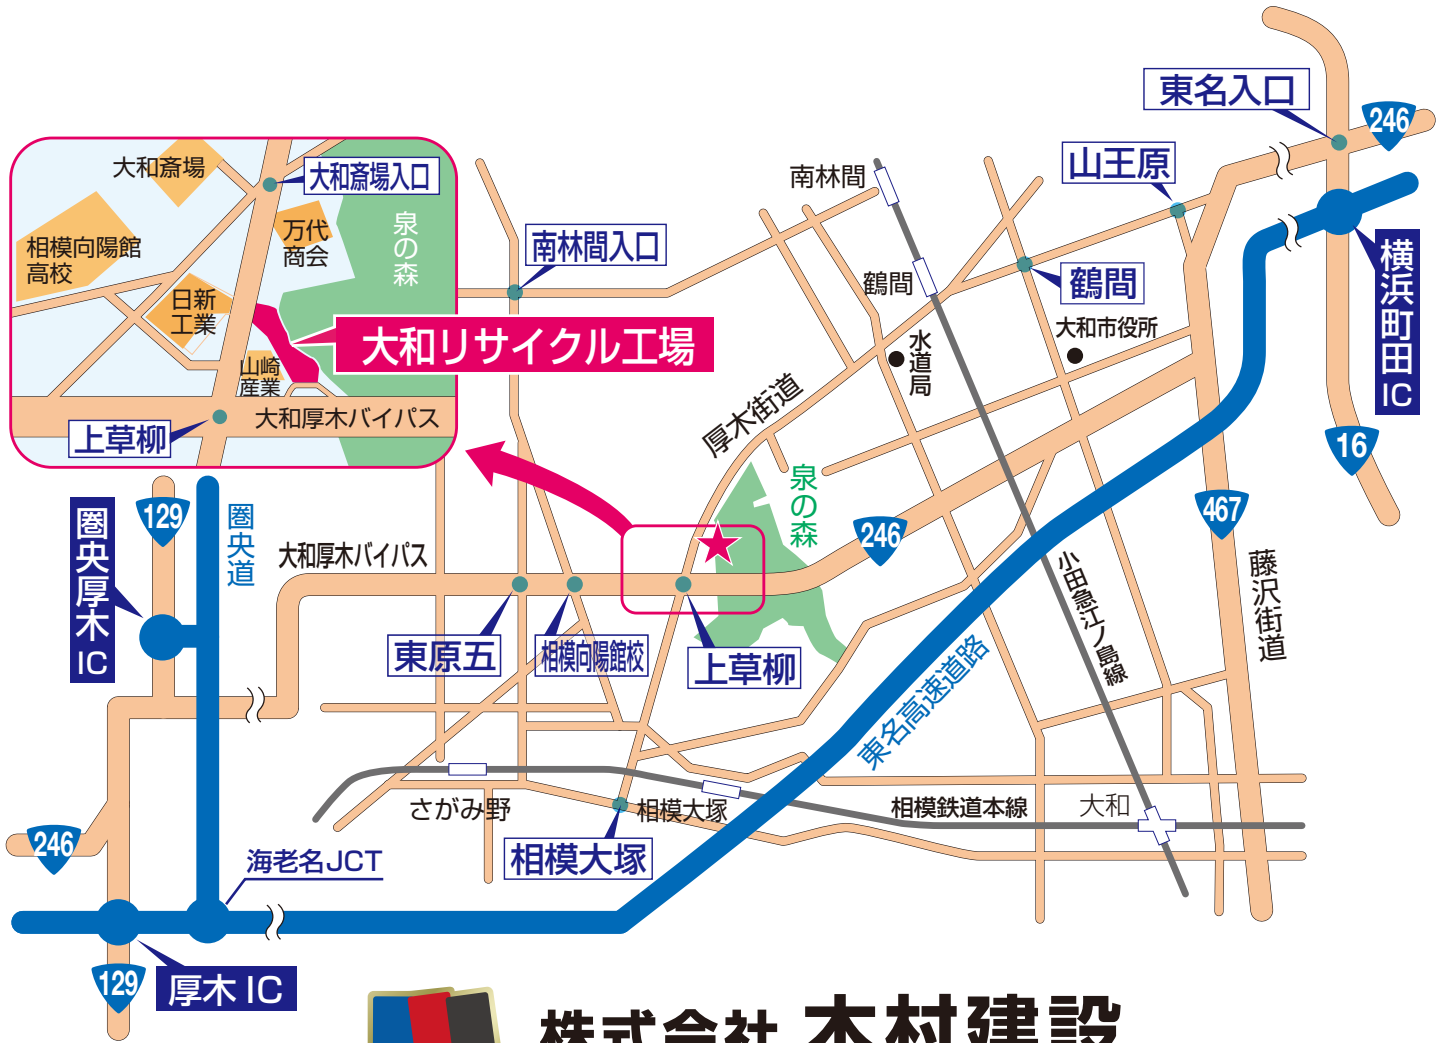 東名入口
246
山王原
南林間
大和斎場
大和斎場入口
泉の森
万代
商会
相模向陽館
高校
南林間入口
横浜町田IC
鶴間
鶴間
日新
工業
大和リサイクル工場
大和市役所
水道局
山崎
産業
大和厚木バイパス
上草柳
厚木街道
16
泉の森
129
圏央道
圏央厚木IC
246
467
大和厚木バイパス
藤沢街道
小田急江ノ島線
東原五
相模向陽館校
上草柳
東名高速道路
さがみ野
相模大塚
相模鉄道本線
大和
246
相模大塚
海老名JCT
129
厚木IC
株式会社 木村建設